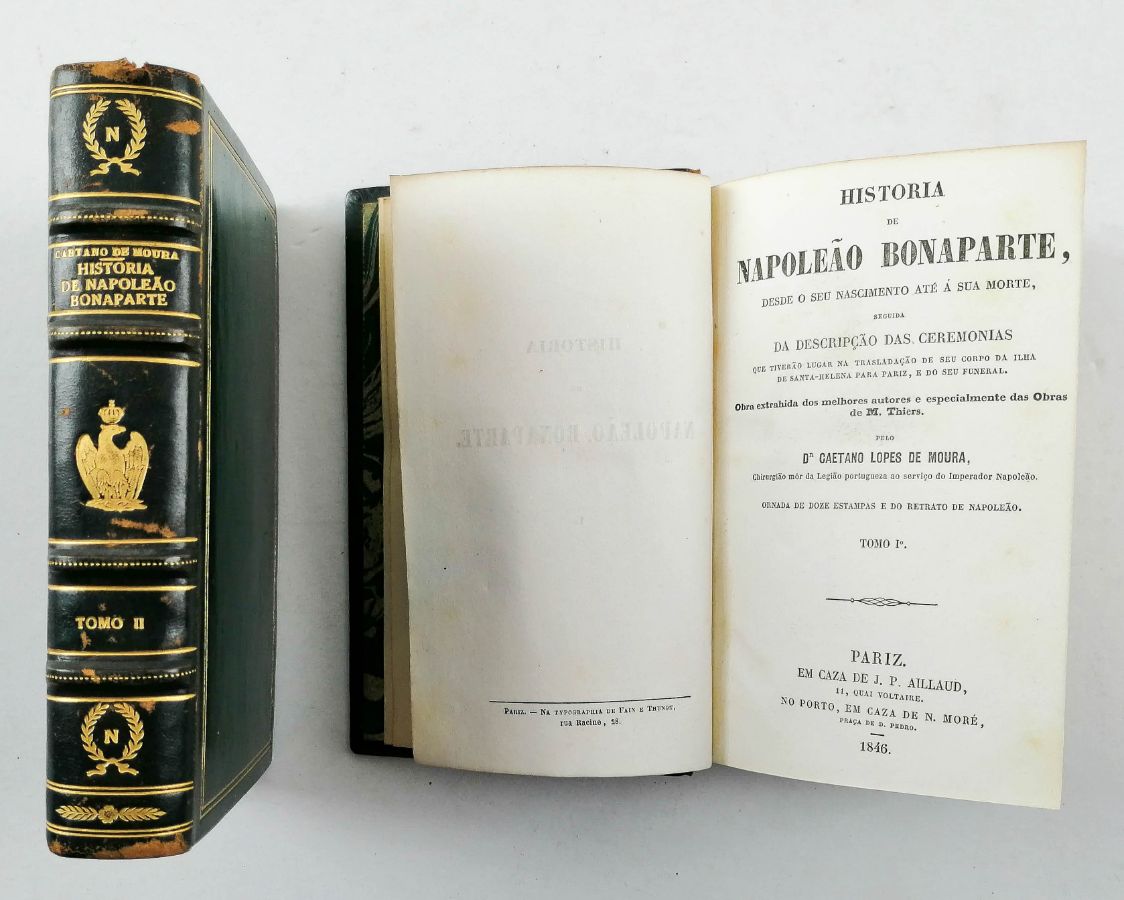 N
CAETANO DE MOURA
HISTÓRIA
DE NAPOLEÃO
BONAPARTE
TOMO II
N
HISTORIA
NAPOLEÃO BONAPARTE.
PARIZ. — NA TYPOGRAPHIA DE FAIN E THUNOT,
rua Racine, 28.
HISTORIA
DE
NAPOLEÃO BONAPARTE,
DESDE O SEU NASCIMENTO ATÉ Á SUA MORTE,
SEGUIDA
DA DESCRIPÇÃO DAS CEREMONIAS
QUE TIVERÃO LUGAR NA TRASLADAÇÃO DE SEU CORPO DA ILHA
DE SANTA-HELENA PARA PARIZ, E DO SEU FUNERAL.
Obra extrahida dos melhores autores e especialmente das Obras
de M. Thiers.
PELO
Dr CAETANO LOPES DE MOURA,
Chirurgião mór da Legião portugueza ao serviço do Imperador Napoleão.
ORNADA DE DOZE ESTAMPAS E DO RETRATO DE NAPOLEÃO.
TOMO Io.
PARIZ.
EM CAZA DE J. P. AILLAUD,
11, QUAI VOLTAIRE.
NO PORTO, EM CAZA DE N. MORÉ,
PRAÇA DE D. PEDRO.
1846.